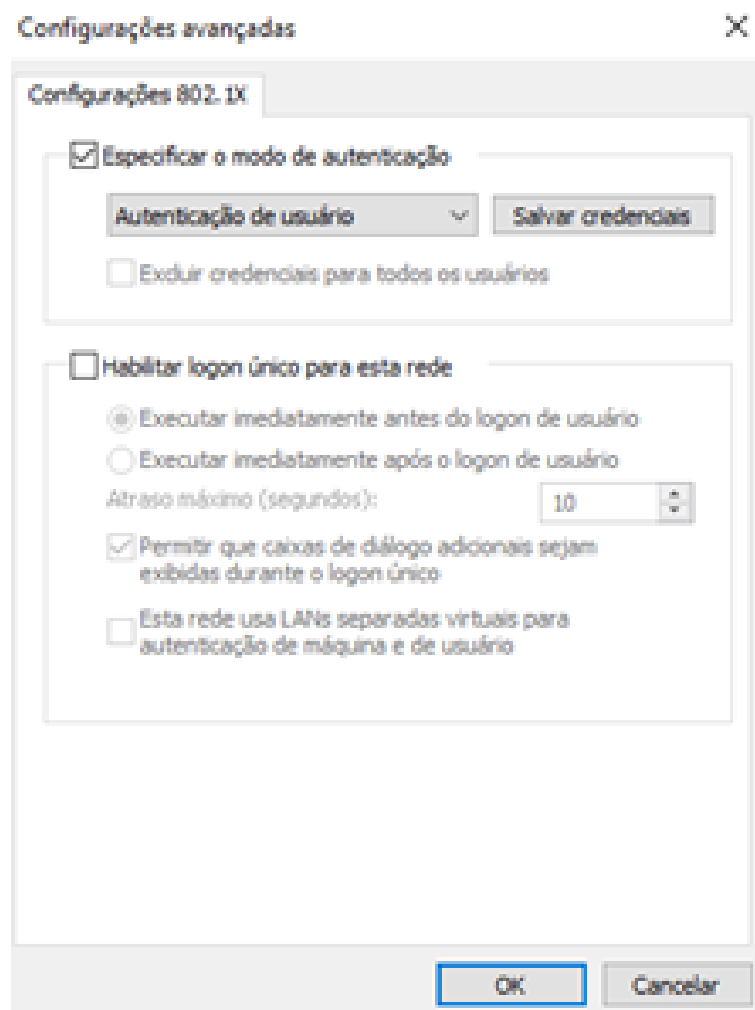 Configurações avançadas
Configurações 802.1X
Especificar o modo de autenticação
Autenticação de usuário
Salvar credenciais
Excluir credenciais para todos os usuários
Habilitar logon único para esta rede
Executar imediatamente antes do logon de usuário
Executar imediatamente após o logon de usuário
Atraso máximo (segundos):
10
Permitir que caixas de diálogo adicionais sejam
exibidas durante o logon único
Esta rede usa LANs separadas virtuais para
autenticação de máquina e de usuário
OK
Cancelar